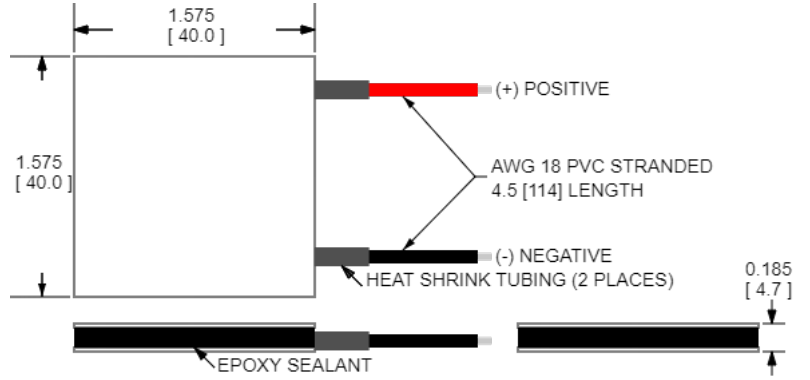 1.575
[ 40.0 ]
(+) POSITIVE
1.575
[ 40.0 ]
AWG 18 PVC STRANDED
4.5 [114] LENGTH
(-) NEGATIVE
HEAT SHRINK TUBING (2 PLACES)
0.185
[ 4.7 ]
EPOXY SEALANT